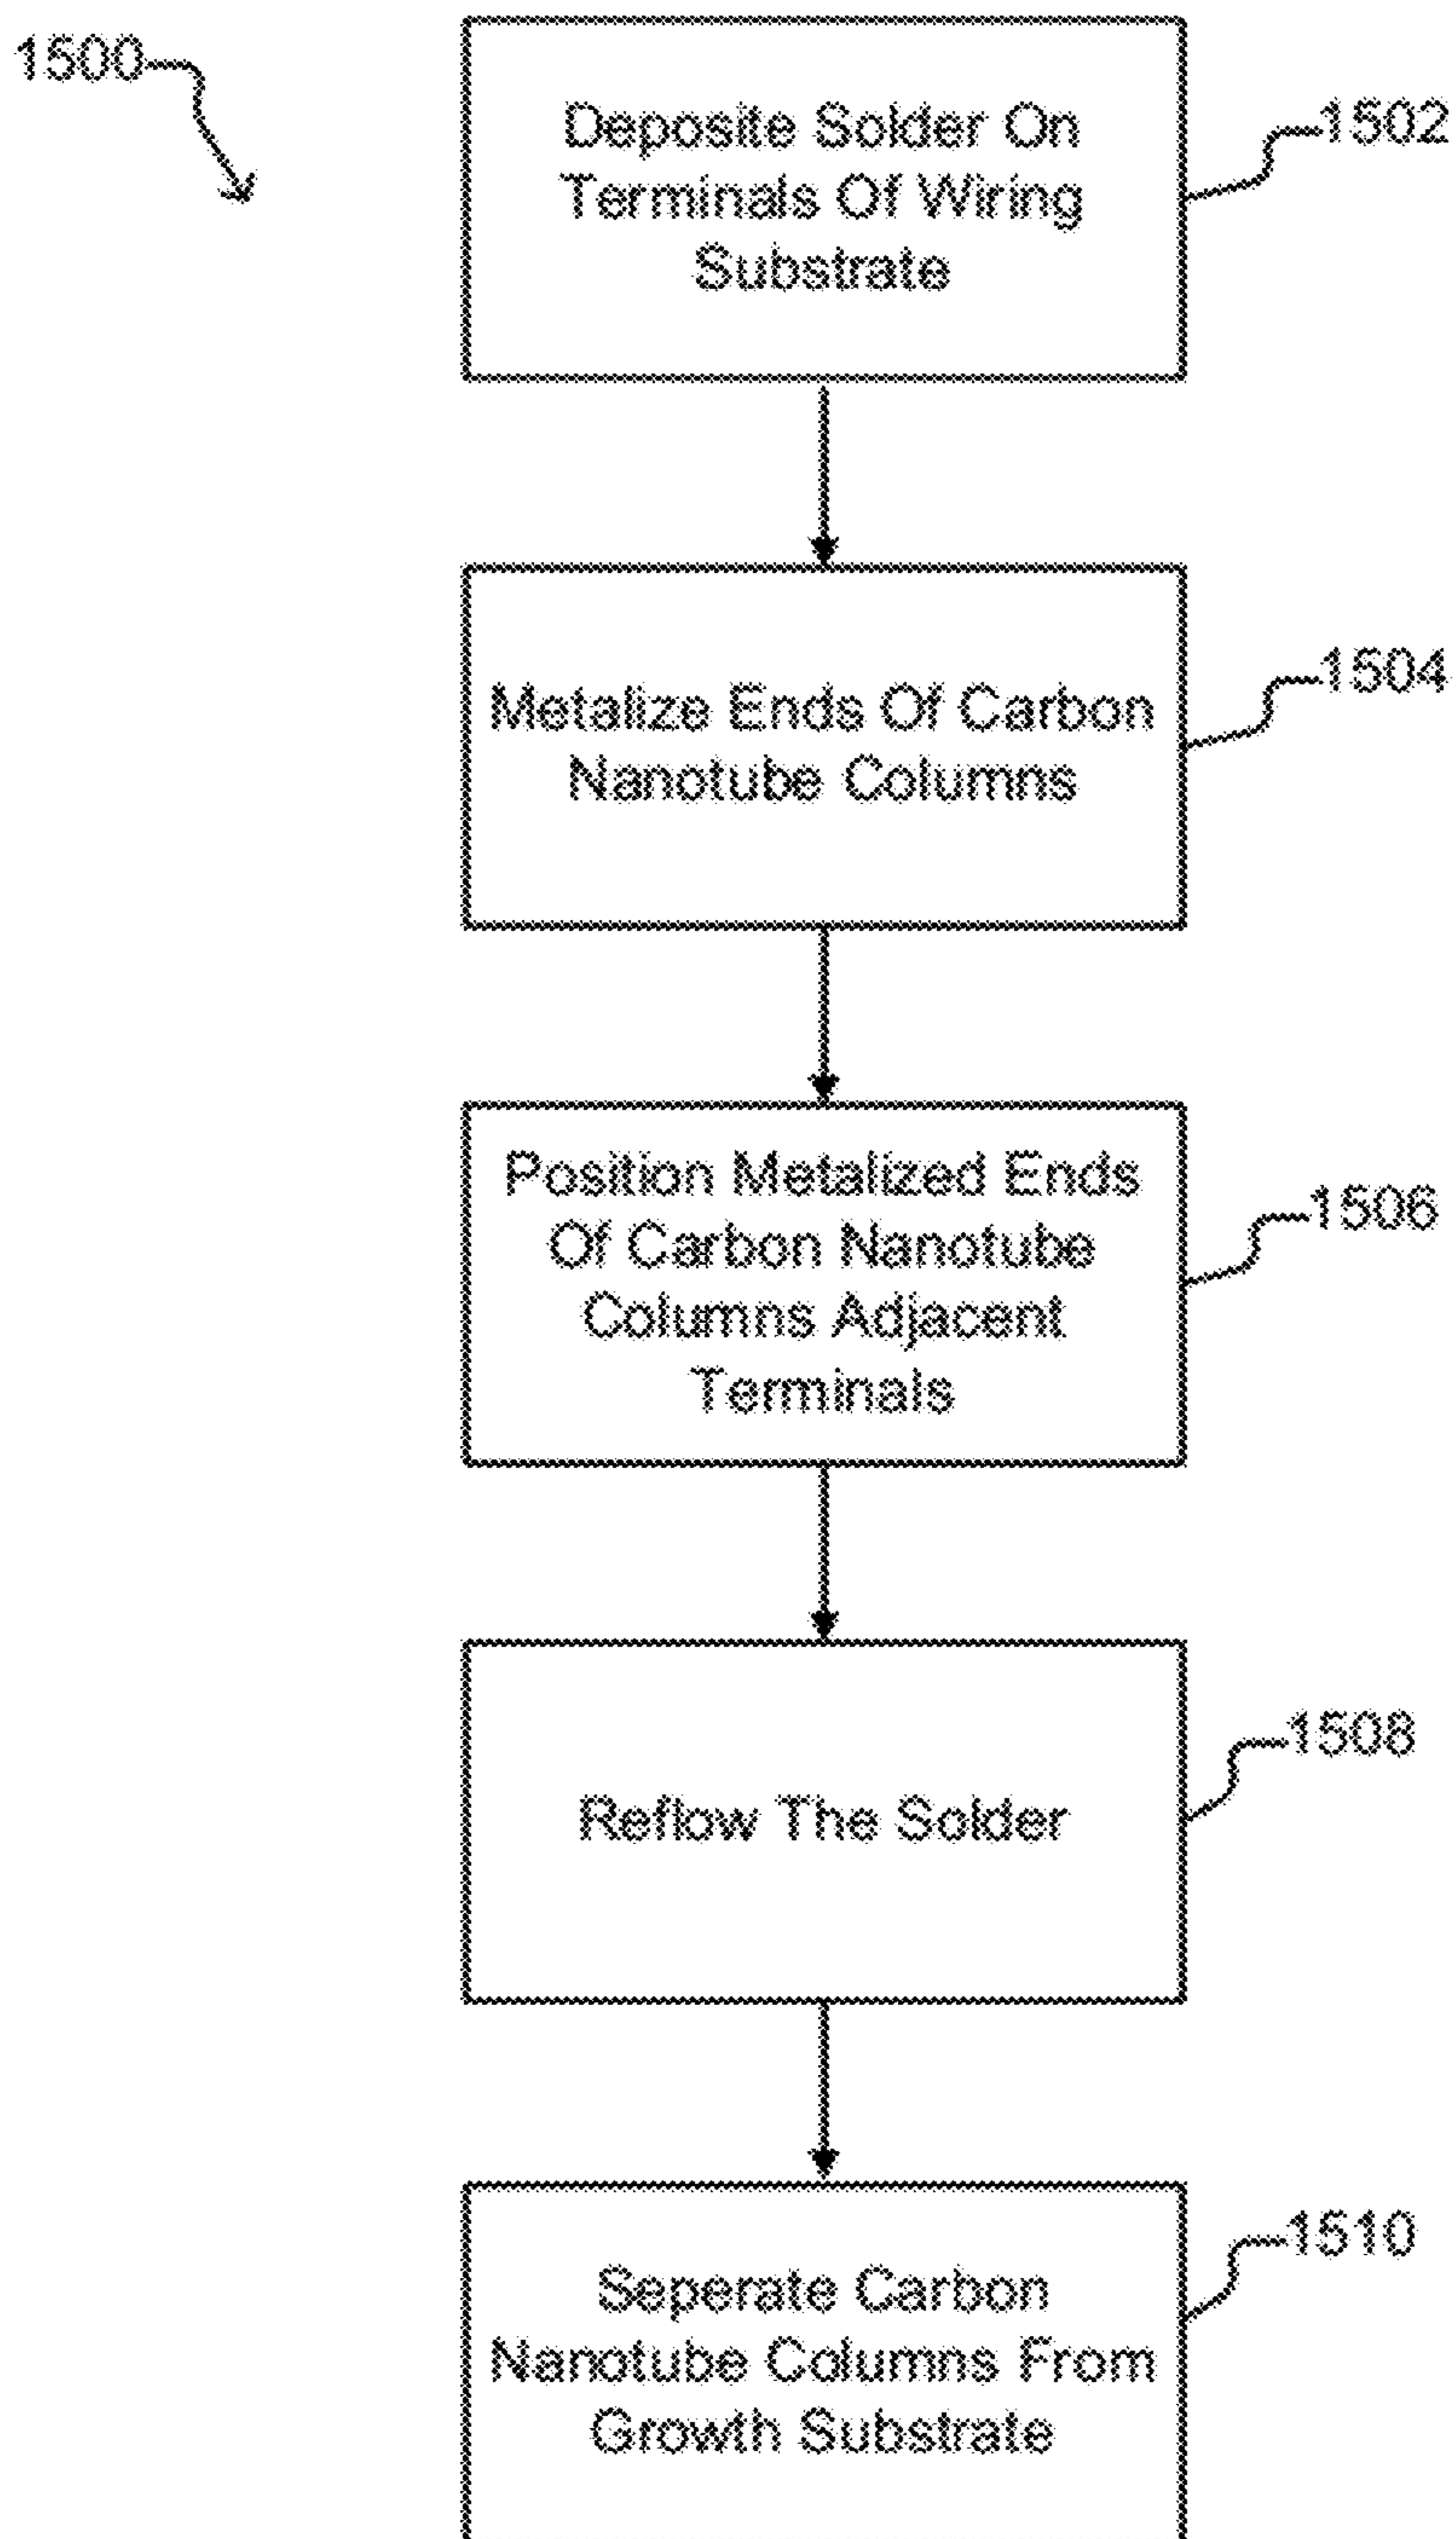 1500
Deposite Solder On
Terminals Of Wiring
Substrate
1502
Metalize Ends Of Carbon
Nanotube Columns
1504
Position Metalized Ends
Of Carbon Nanotube
Columns Adjacent
Terminals
1506
Reflow The Solder
1508
Seperate Carbon
Nanotube Columns From
Growth Substrate
1510